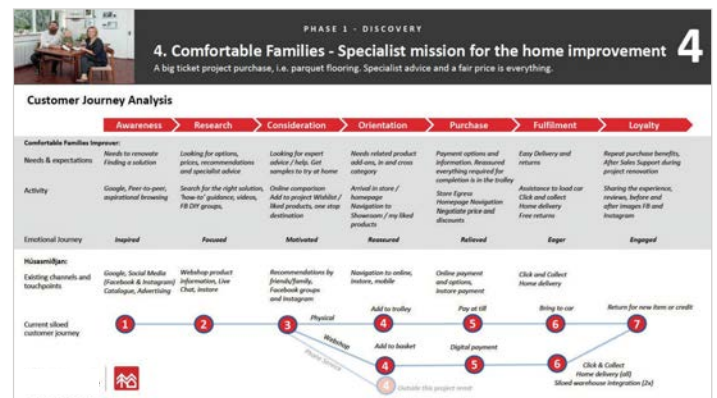 PHASE 1 - DISCOVERY
4. Comfortable Families - Specialist mission for the home improvement
4
A big ticket project purchase, i.e. parquet flooring. Specialist advice and a fair price is everything.
Customer Journey Analysis
Awareness
Research
Consideration
Orientation
Purchase
Fulfilment
Loyalty
Comfortable Families Improver:
Needs & expectations
Needs to renovate
Finding a solution
Looking for options,
prices, recommendations
and specialist advice
Looking for expert
advice / help. Get
samples to try at home
Needs related product
add-ons, in and cross
category
Payment options and
information. Reassured
everything required for
completion is in the trolley
Easy Delivery and
returns
Repeat purchase benefits,
After Sales Support during
project renovation
Activity
Google, Peer-to-peer,
aspirational browsing
Search for the right solution,
'how-to' guidance, videos,
FB DIY groups,
Online comparison
Add to project Wishlist /
liked products, one stop
destination
Arrival in store /
homepage
Navigation to
Showroom / my liked
products
Store Egress
Homepage Navigation
Negotiate price and
discounts
Assistance to load car
Click and collect
Home delivery
Free returns
Sharing the experience,
reviews, before and
after images FB and
Instagram
Emotional Journey
Inspired
Focused
Motivated
Reassured
Relieved
Eager
Engaged
Húsasmiðjan:
Existing channels and
touchpoints
Google, Social Media
(Facebook & Instagram)
Catalogue, Advertising
Webshop product
information, Live
Chat, instore
Recommendations by
friends/family,
Facebook groups
and Instagram
Navigation to online,
instore, mobile
Online payment
and options,
Instore payment
Click and Collect
Home delivery
Current siloed
customer journey
Physical
Add to trolley
Pay at till
Bring to car
Return for new item or credit
1
2
3
4
5
6
7
Webshop
Add to basket
Digital payment
4
5
6
Click & Collect
Home delivery (all)
Siloed warehouse integration (2x)
Phone Service
4
Outside this project remit